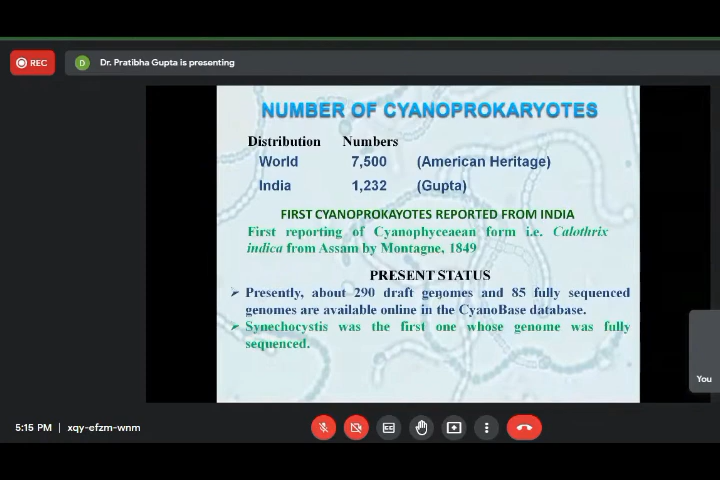 REC
D Dr. Pratibha Gupta is presenting
NUMBER OF CYANOPROKARYOTES
Distribution Numbers
World 7,500 (American Heritage)
India 1,232 (Gupta)
FIRST CYANOPROKAYOTES REPORTED FROM INDIA
First reporting of Cyanophyceaean form i.e. Calothrix
indica from Assam by Montagne, 1849
PRESENT STATUS
➢ Presently, about 290 draft genomes and 85 fully sequenced
genomes are available online in the CyanoBase database.
➢ Synechocystis was the first one whose genome was fully
sequenced.
You
5:15 PM | xqy-efzm-wnm
CC